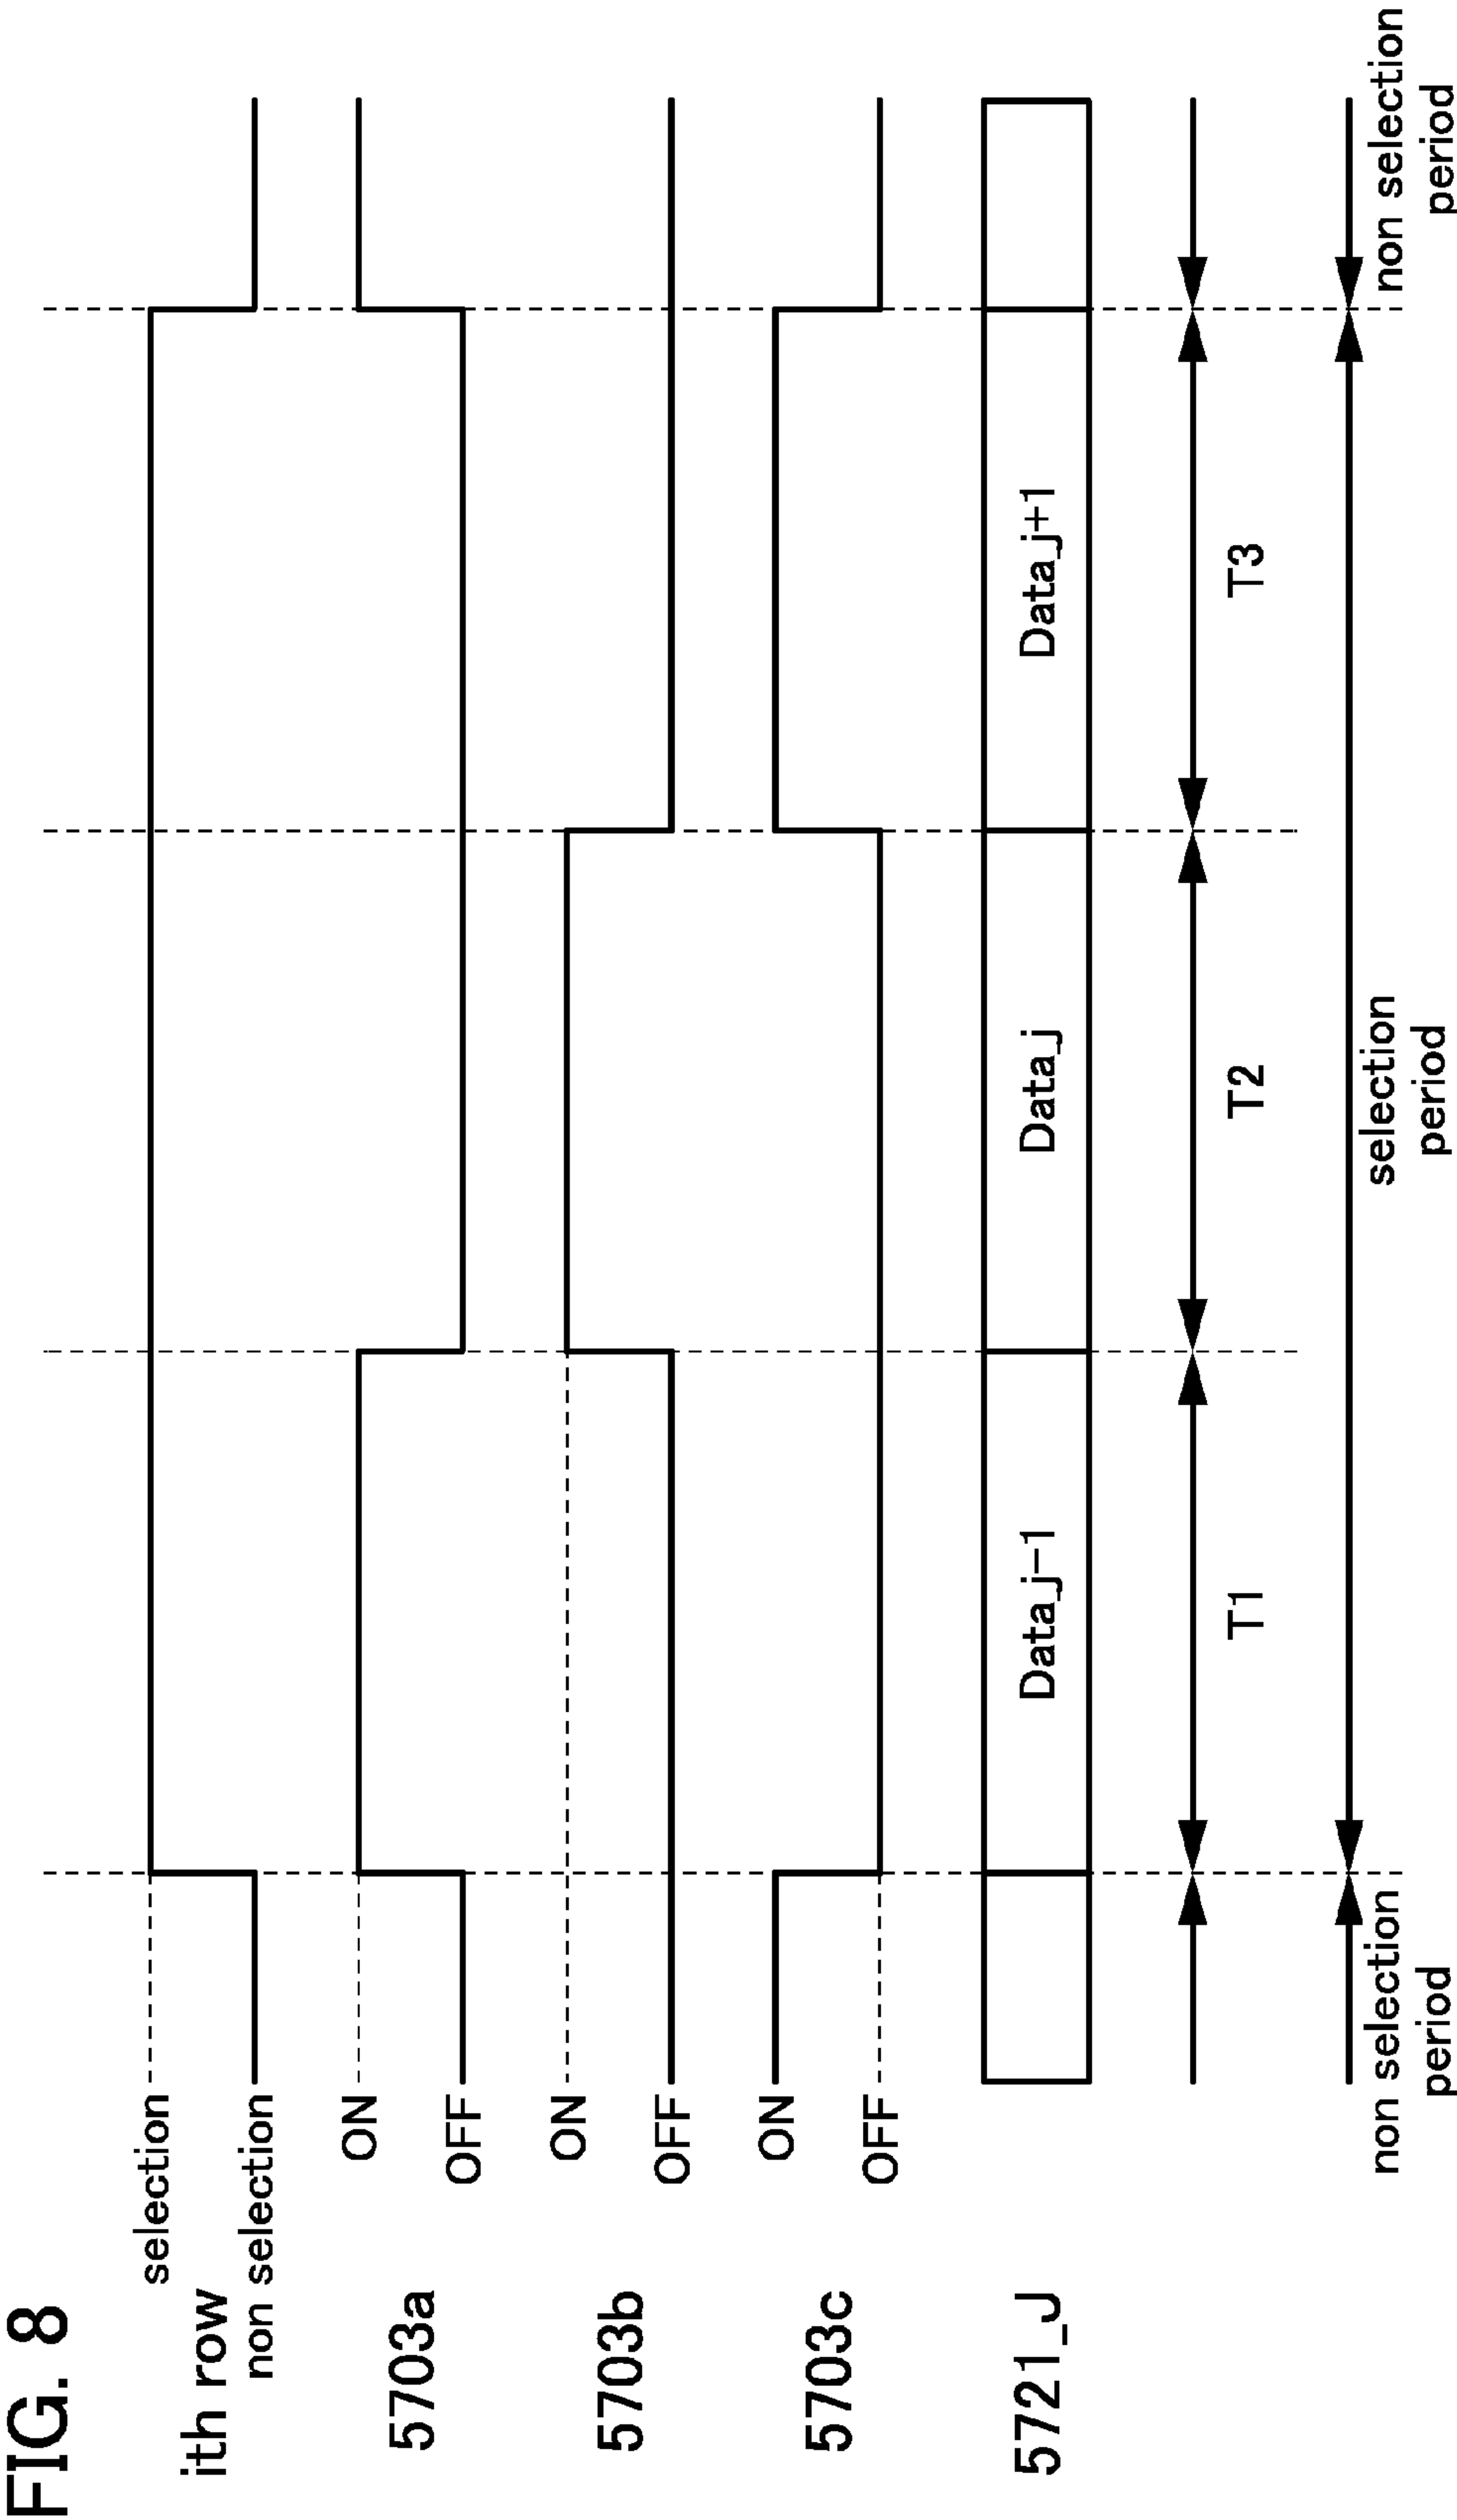 FIG. 8
selection
ith row
non selection
ON
5703a
OFF
ON
5703b
OFF
ON
5703c
OFF
5721_J
Data_j-1
Data_j
Data_j+1
T1
T2
T3
non selection
period
selection
period
non selection
period